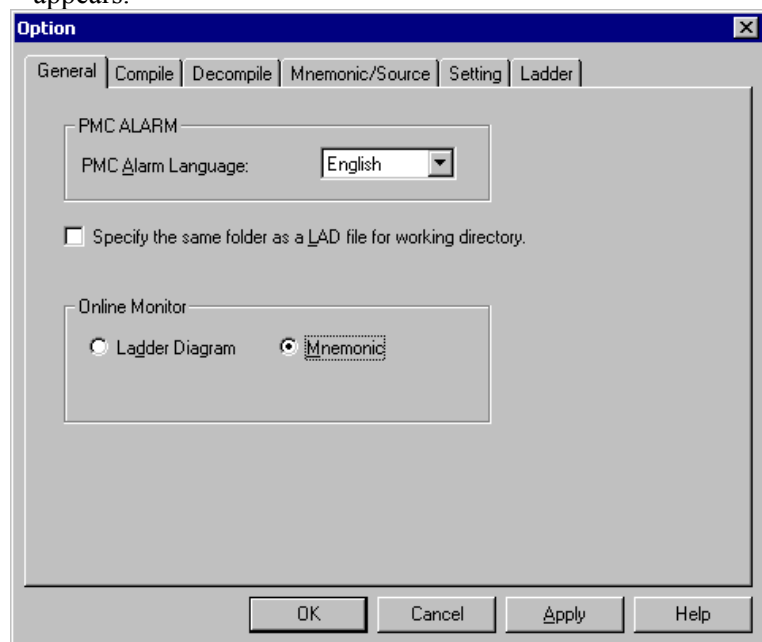 appears.
Option
General Compile Decompile Mnemonic/Source Setting Ladder
PMC ALARM
PMC Alarm Language: English
Specify the same folder as a LAD file for working directory.
Online Monitor
Ladder Diagram Mnemonic
OK Cancel Apply Help